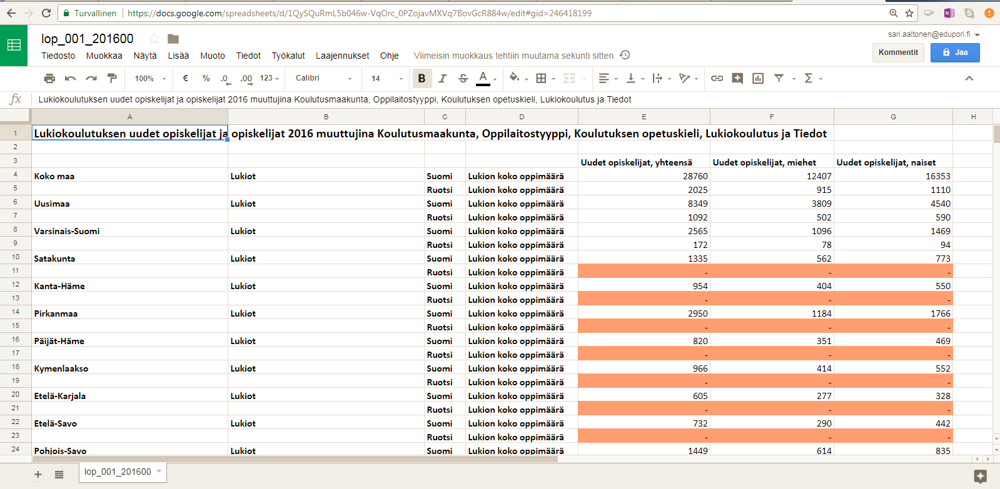 Turvallinen https://docs.google.com/spreadsheets/d/1QySQuRmL5b046w-VqOrc_0PZojavMXVq7BovGcR884w/edit#gid=246418199
lop_001_201600 sari.aaltonen@edupori.fi
Tiedosto Muokkaa Näytä Lisää Muoto Tiedot Työkalut Laajennukset Ohje Viimeisin muokkaus tehtiin muutama sekunti sitten Kommentit Jaa
100% € % .0 .00 123 Calibri 14 B I S A Σ
fx Lukiokoulutuksen uudet opiskelijat ja opiskelijat 2016 muuttujina Koulutusmaakunta, Oppilaitostyyppi, Koulutuksen opetuskieli, Lukiokoulutus ja Tiedot
A B C D E F G H
1 Lukiokoulutuksen uudet opiskelijat ja opiskelijat 2016 muuttujina Koulutusmaakunta, Oppilaitostyyppi, Koulutuksen opetuskieli, Lukiokoulutus ja Tiedot
2
3 Uudet opiskelijat, yhteensä Uudet opiskelijat, miehet Uudet opiskelijat, naiset
4 Koko maa Lukiot Suomi Lukion koko oppimäärä 28760 12407 16353
5 Ruotsi Lukion koko oppimäärä 2025 915 1110
6 Uusimaa Lukiot Suomi Lukion koko oppimäärä 8349 3809 4540
7 Ruotsi Lukion koko oppimäärä 1092 502 590
8 Varsinais-Suomi Lukiot Suomi Lukion koko oppimäärä 2565 1096 1469
9 Ruotsi Lukion koko oppimäärä 172 78 94
10 Satakunta Lukiot Suomi Lukion koko oppimäärä 1335 562 773
11 Ruotsi Lukion koko oppimäärä - - -
12 Kanta-Häme Lukiot Suomi Lukion koko oppimäärä 954 404 550
13 Ruotsi Lukion koko oppimäärä - - -
14 Pirkanmaa Lukiot Suomi Lukion koko oppimäärä 2950 1184 1766
15 Ruotsi Lukion koko oppimäärä - - -
16 Päijät-Häme Lukiot Suomi Lukion koko oppimäärä 820 351 469
17 Ruotsi Lukion koko oppimäärä - - -
18 Kymenlaakso Lukiot Suomi Lukion koko oppimäärä 966 414 552
19 Ruotsi Lukion koko oppimäärä - - -
20 Etelä-Karjala Lukiot Suomi Lukion koko oppimäärä 605 277 328
21 Ruotsi Lukion koko oppimäärä - - -
22 Etelä-Savo Lukiot Suomi Lukion koko oppimäärä 732 290 442
23 Ruotsi Lukion koko oppimäärä - - -
24 Pohjois-Savo Lukiot Suomi Lukion koko oppimäärä 1449 614 835
lop_001_201600